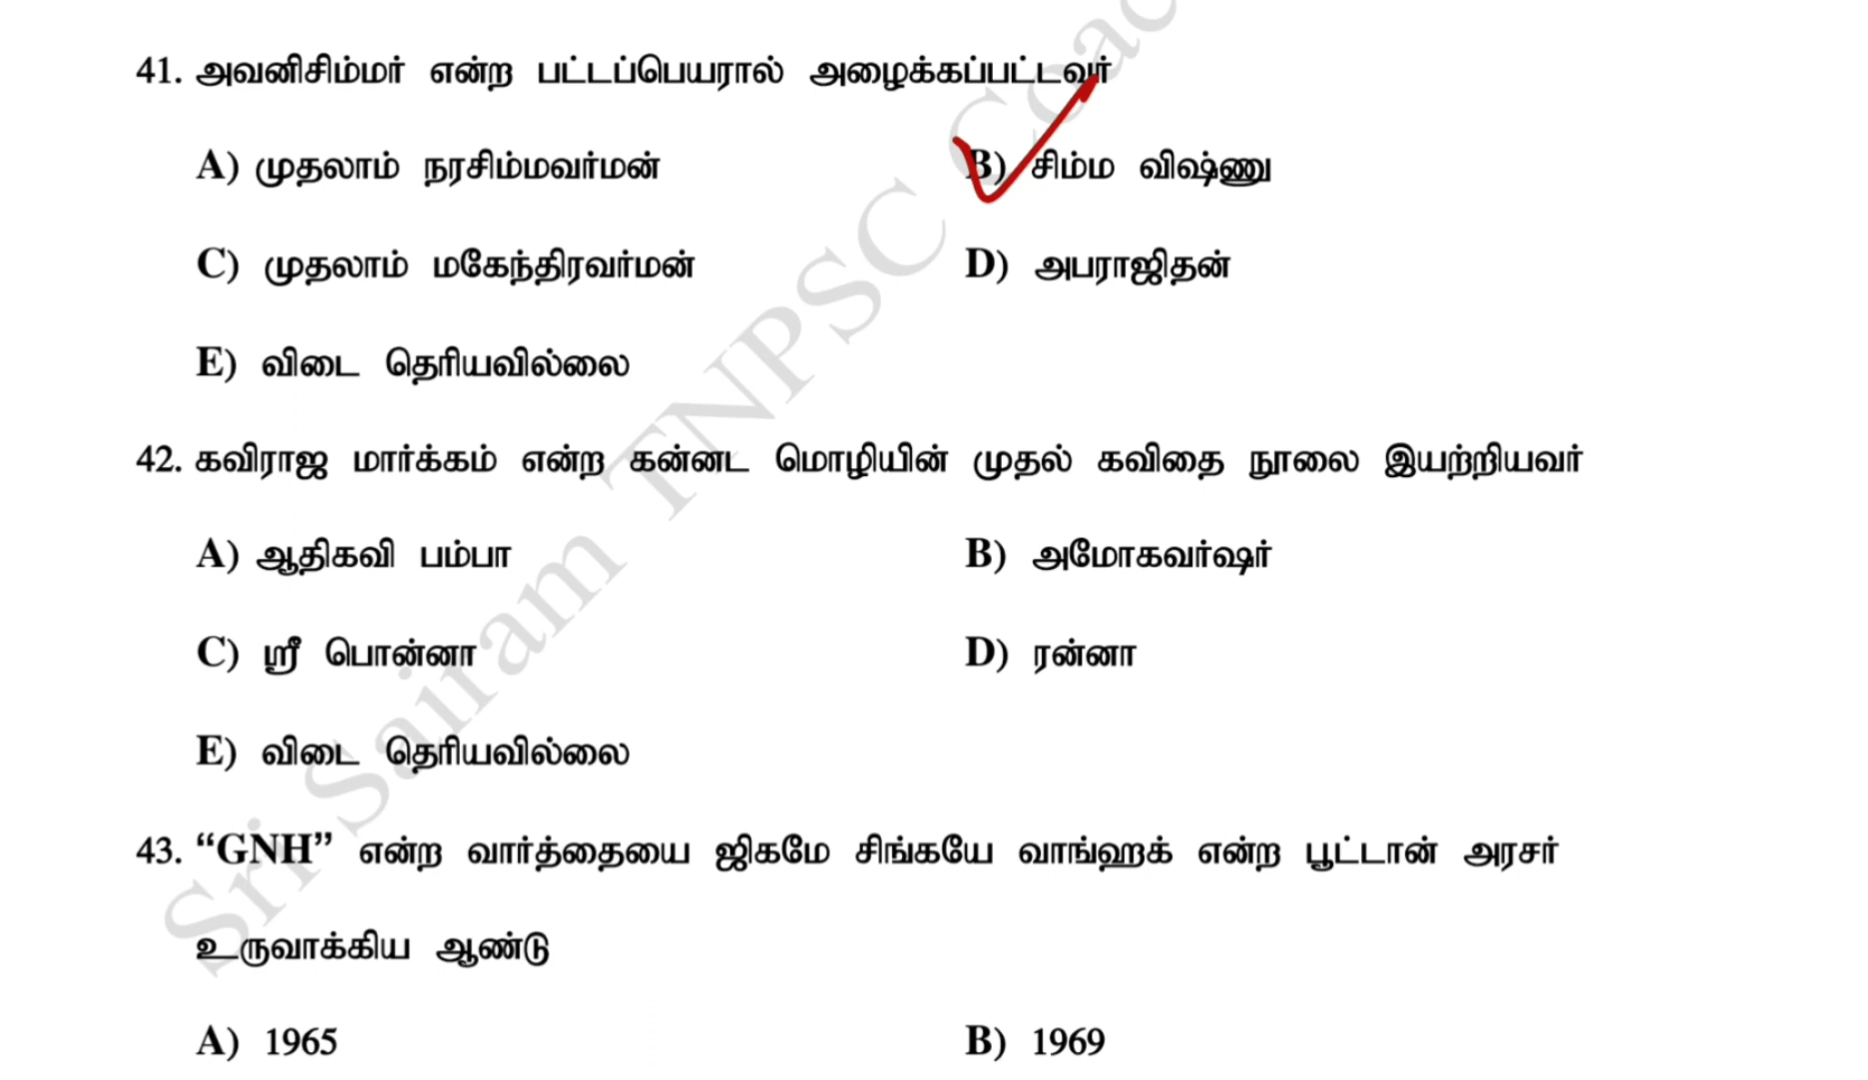 41. அவனிசிம்மர் என்ற பட்டப்பெயரால் அழைக்கப்பட்டவர்
A) முதலாம் நரசிம்மவர்மன் B) சிம்ம விஷ்ணு
C) முதலாம் மகேந்திரவர்மன் D) அபராஜிதன்
E) விடை தெரியவில்லை
42. கவிராஜ மார்க்கம் என்ற கன்னட மொழியின் முதல் கவிதை நூலை இயற்றியவர்
A) ஆதிகவி பம்பா B) அமோகவர்ஷர்
C) ஸ்ரீ பொன்னா D) ரன்னா
E) விடை தெரியவில்லை
43. “GNH” என்ற வார்த்தையை ஜிகமே சிங்கயே வாங்ஹக் என்ற பூட்டான் அரசர்
உருவாக்கிய ஆண்டு
A) 1965 B) 1969
Sri Sairam TNPSC Coac